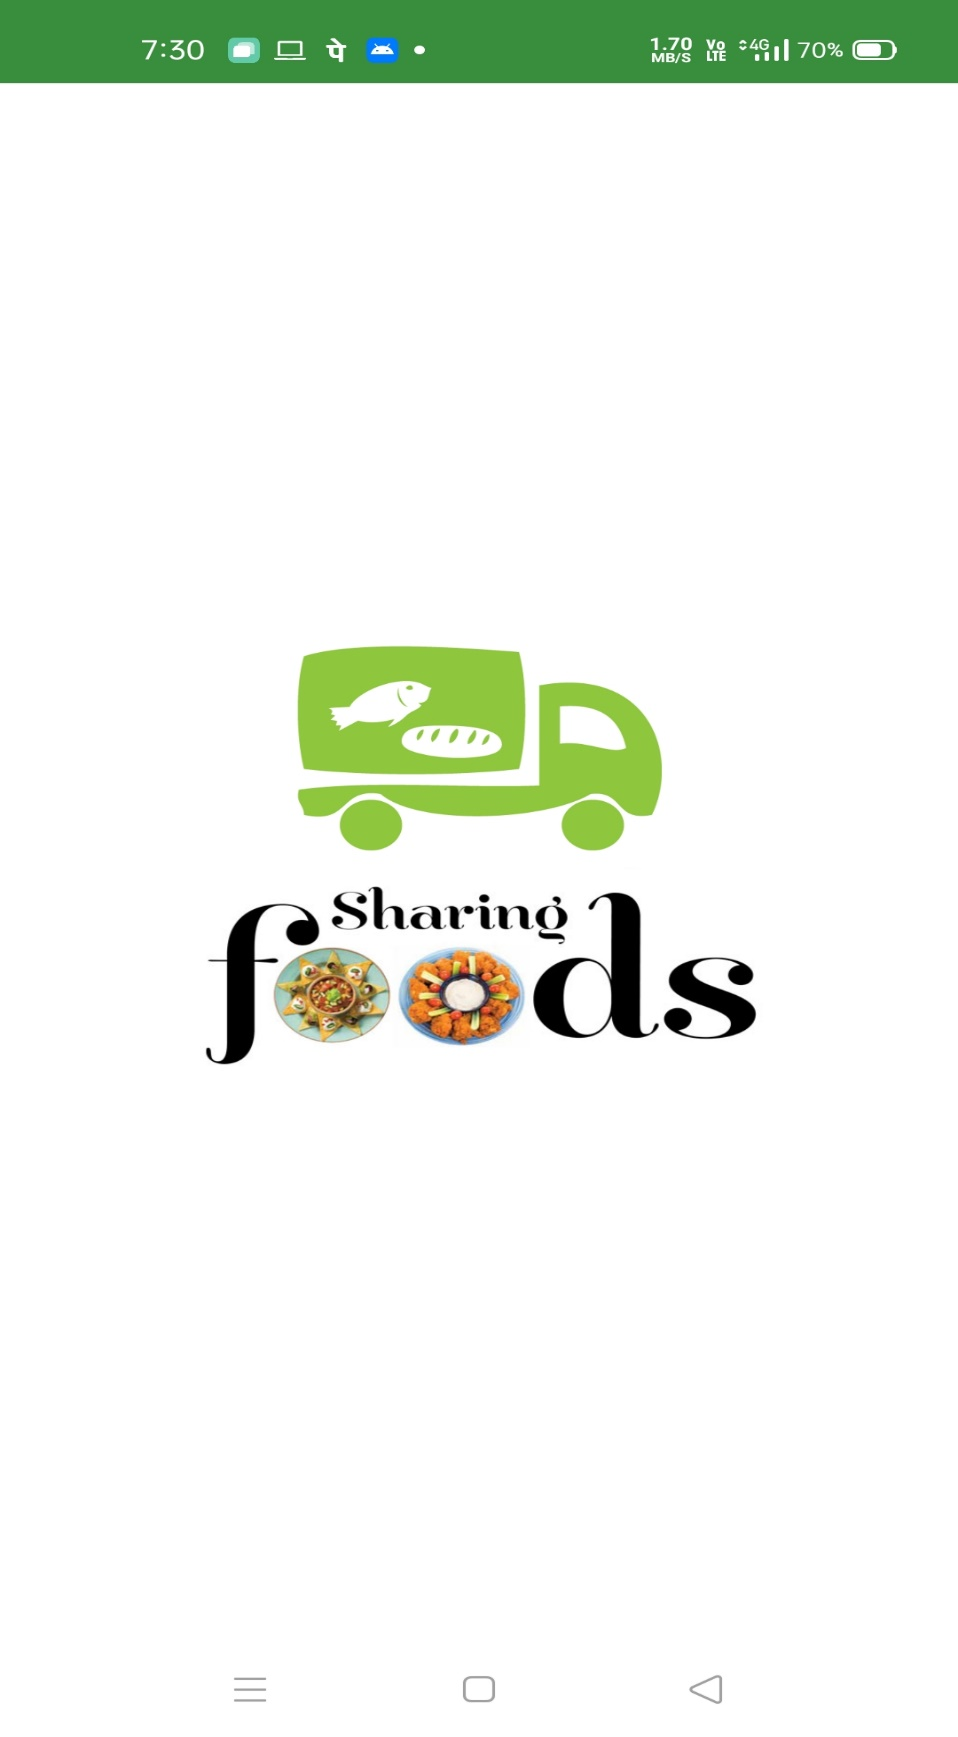 7:30 पे 1.70 MB/S Vo LTE 4G 70%
Sharing
foods